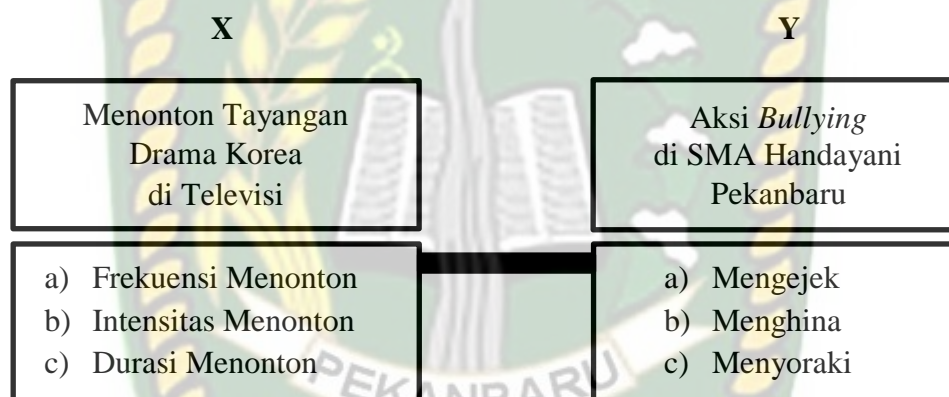 X
Y
Menonton Tayangan
Drama Korea
di Televisi
Aksi Bullying
di SMA Handayani
Pekanbaru
a) Frekuensi Menonton
b) Intensitas Menonton
c) Durasi Menonton
a) Mengejek
b) Menghina
c) Menyoraki
PEKANBARU